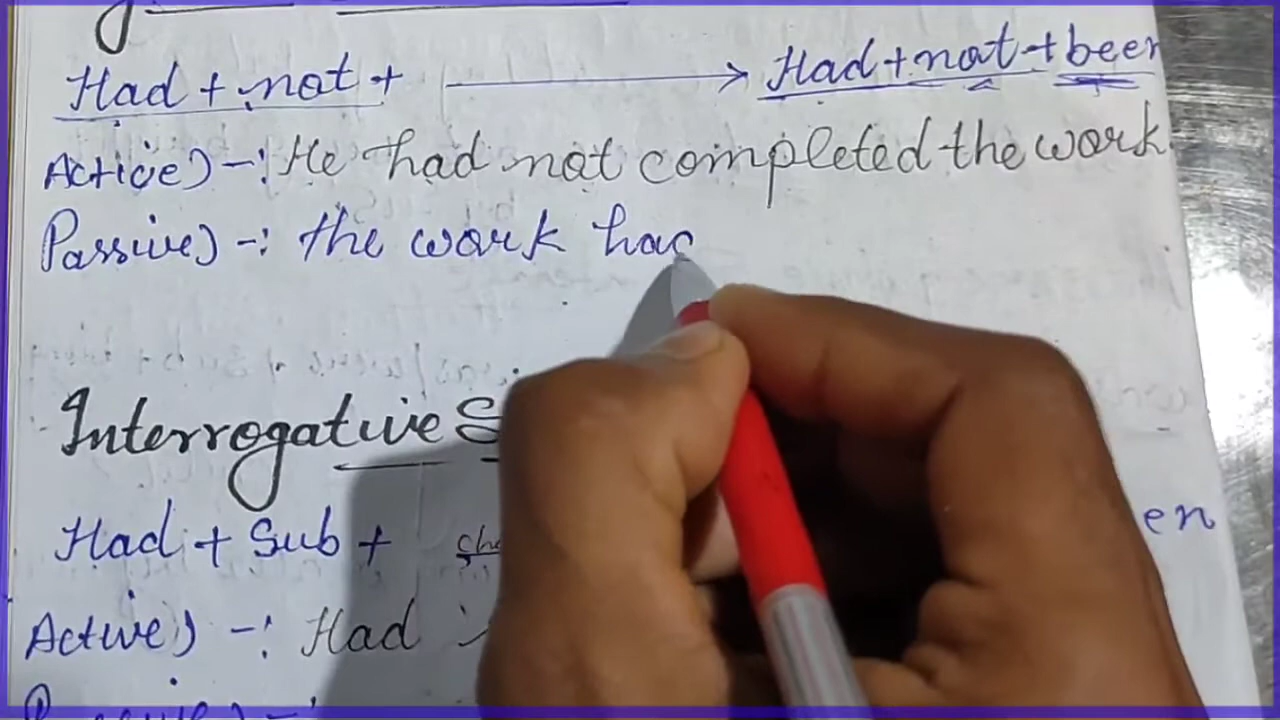 Had + not + → Had + not + been
Active) -: He had not completed the work
Passive) -: the work ha
Interrogative S
Had + Sub + en
Active) -: Had